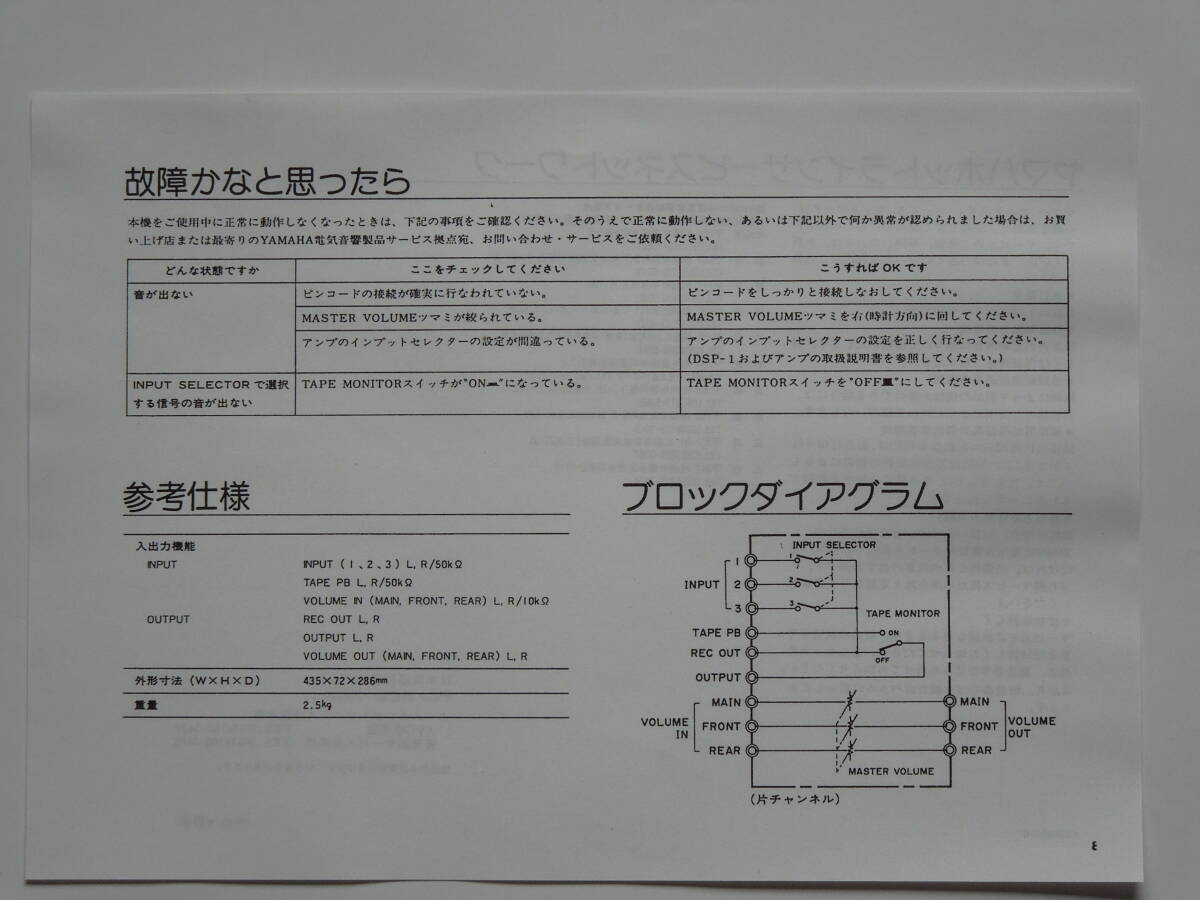 故障かなと思ったら
本機をご使用中に正常に動作しなくなったときは、下記の事項をご確認ください。そのうえで正常に動作しない、あるいは下記以外で何か異常が認められました場合は、お買
い上げ店または最寄りのYAMAHA電気音響製品サービス拠点宛、お問い合わせ・サービスをご依頼ください。
どんな状態ですか ここをチェックしてください こうすればOKです
音が出ない ピンコードの接続が確実に行なわれていない。 ピンコードをしっかりと接続しなおしてください。
MASTER VOLUMEツマミが絞られている。 MASTER VOLUMEツマミを右(時計方向)に回してください。
アンプのインプットセレクターの設定が間違っている。 アンプのインプットセレクターの設定を正しく行なってください。
(DSP-1およびアンプの取扱説明書を参照してください。)
INPUT SELECTORで選択 TAPE MONITORスイッチが"ON"になっている。 TAPE MONITORスイッチを"OFF"にしてください。
する信号の音が出ない
参考仕様
入出力機能
INPUT INPUT (1、2、3) L, R/50kΩ
TAPE PB L, R/50kΩ
VOLUME IN (MAIN, FRONT, REAR) L, R/10kΩ
OUTPUT REC OUT L, R
OUTPUT L, R
VOLUME OUT (MAIN, FRONT, REAR) L, R
外形寸法 (W×H×D) 435×72×286mm
重量 2.5kg
ブロックダイアグラム
INPUT SELECTOR
INPUT
1 1
2 2
3 3
TAPE MONITOR
TAPE PB ON
REC OUT
OFF
OUTPUT
VOLUME IN
MAIN MAIN
FRONT FRONT
REAR REAR
VOLUME OUT
MASTER VOLUME
(片チャンネル)